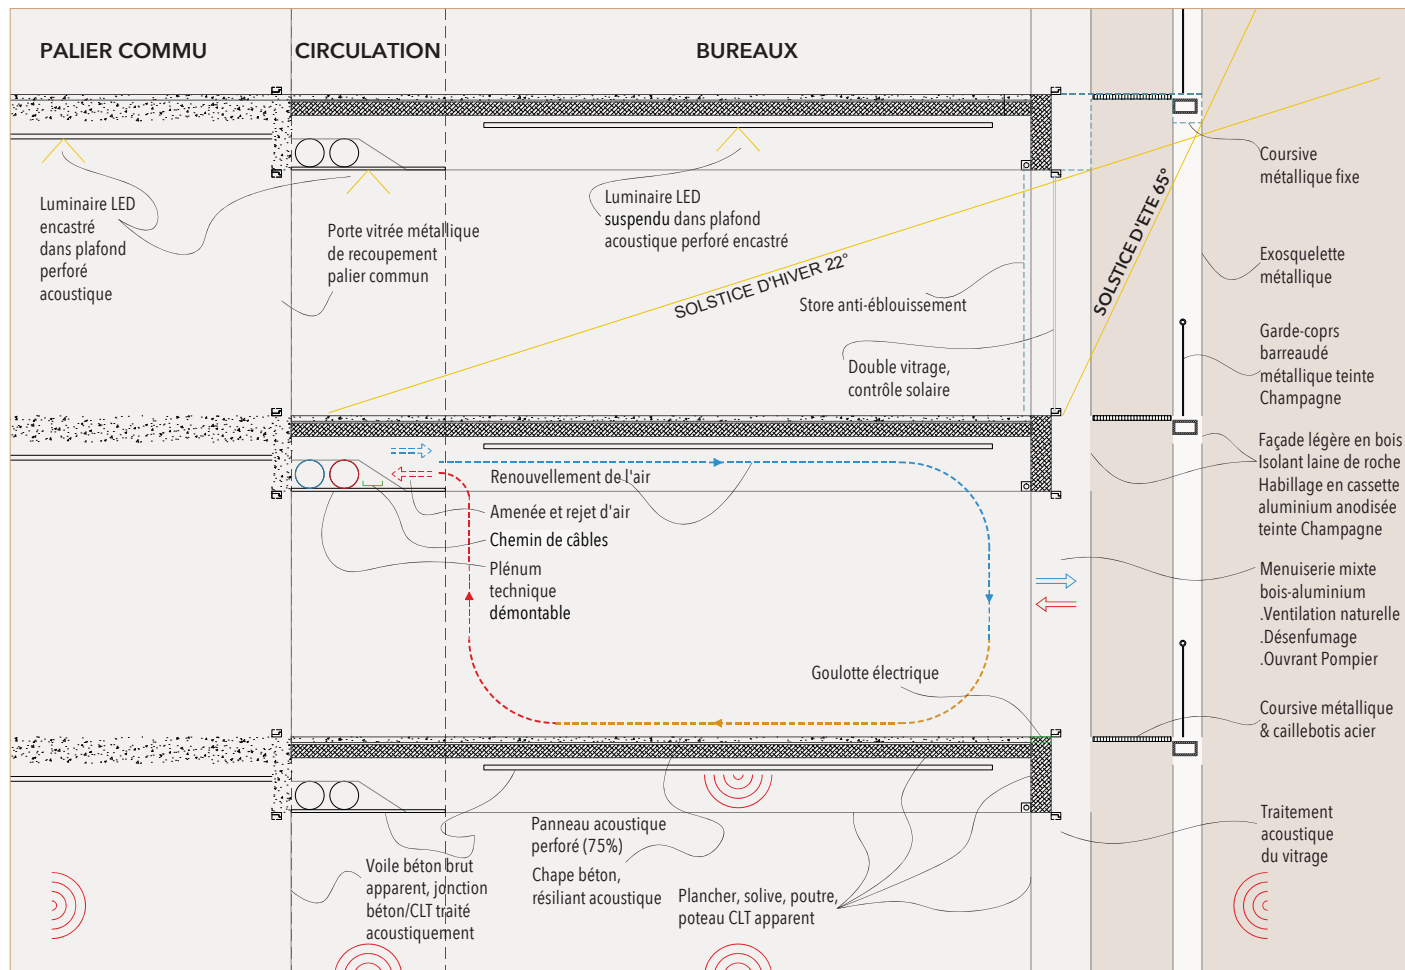 PALIER COMMU
CIRCULATION
BUREAUX
Luminaire LED
encastré
dans plafond
perforé
acoustique
Porte vitrée métallique
de recoupement
palier commun
Luminaire LED
suspendu dans plafond
acoustique perforé encastré
SOLSTICE D'HIVER 22°
Store anti-éblouissement
Double vitrage,
contrôle solaire
SOLSTICE D'ETE 65°
Coursive
métallique fixe
Exosquelette
métallique
Garde-coprs
barreaudé
métallique teinte
Champagne
Façade légère en bois
Isolant laine de roche
Habillage en cassette
aluminium anodisée
teinte Champagne
Renouvellement de l'air
Amenée et rejet d'air
Chemin de câbles
Plénum
technique
démontable
Menuiserie mixte
bois-aluminium
.Ventilation naturelle
.Désenfumage
.Ouvrant Pompier
Goulotte électrique
Coursive métallique
& caillebotis acier
Panneau acoustique
perforé (75%)
Chape béton,
résiliant acoustique
Voile béton brut
apparent, jonction
béton/CLT traité
acoustiquement
Plancher, solive, poutre,
poteau CLT apparent
Traitement
acoustique
du vitrage